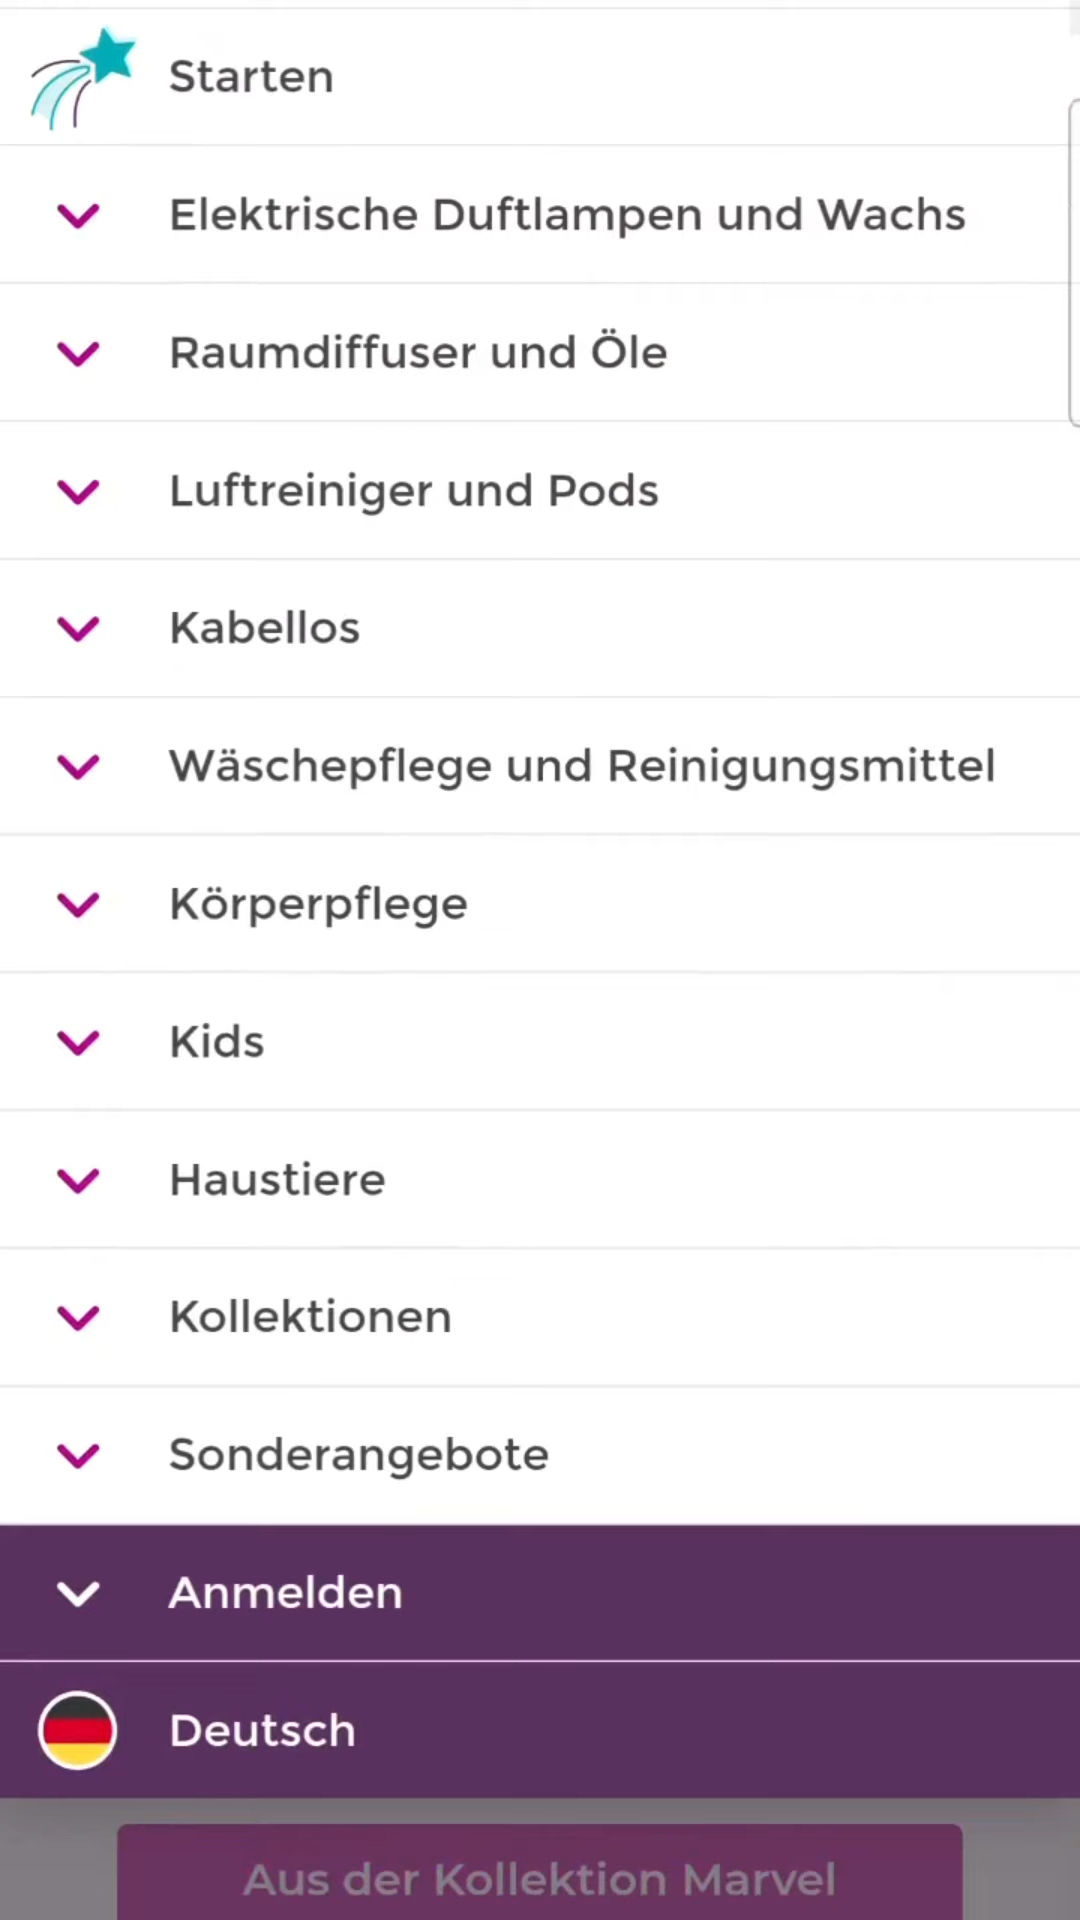 Starten
Elektrische Duftlampen und Wachs
Raumdiffuser und Öle
Luftreiniger und Pods
Kabellos
Wäschepflege und Reinigungsmittel
Körperpflege
Kids
Haustiere
Kollektionen
Sonderangebote
Anmelden
Deutsch
Aus der Kollektion Marvel